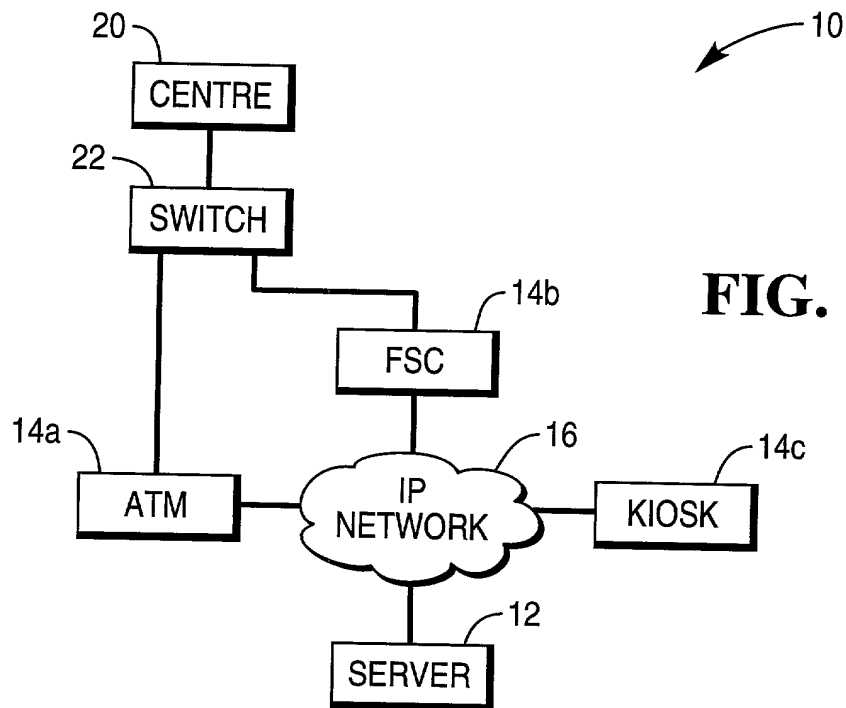 20
10
CENTRE
22
SWITCH
14b
FIG.
FSC
14a
16
14c
ATM
IP
NETWORK
KIOSK
12
SERVER